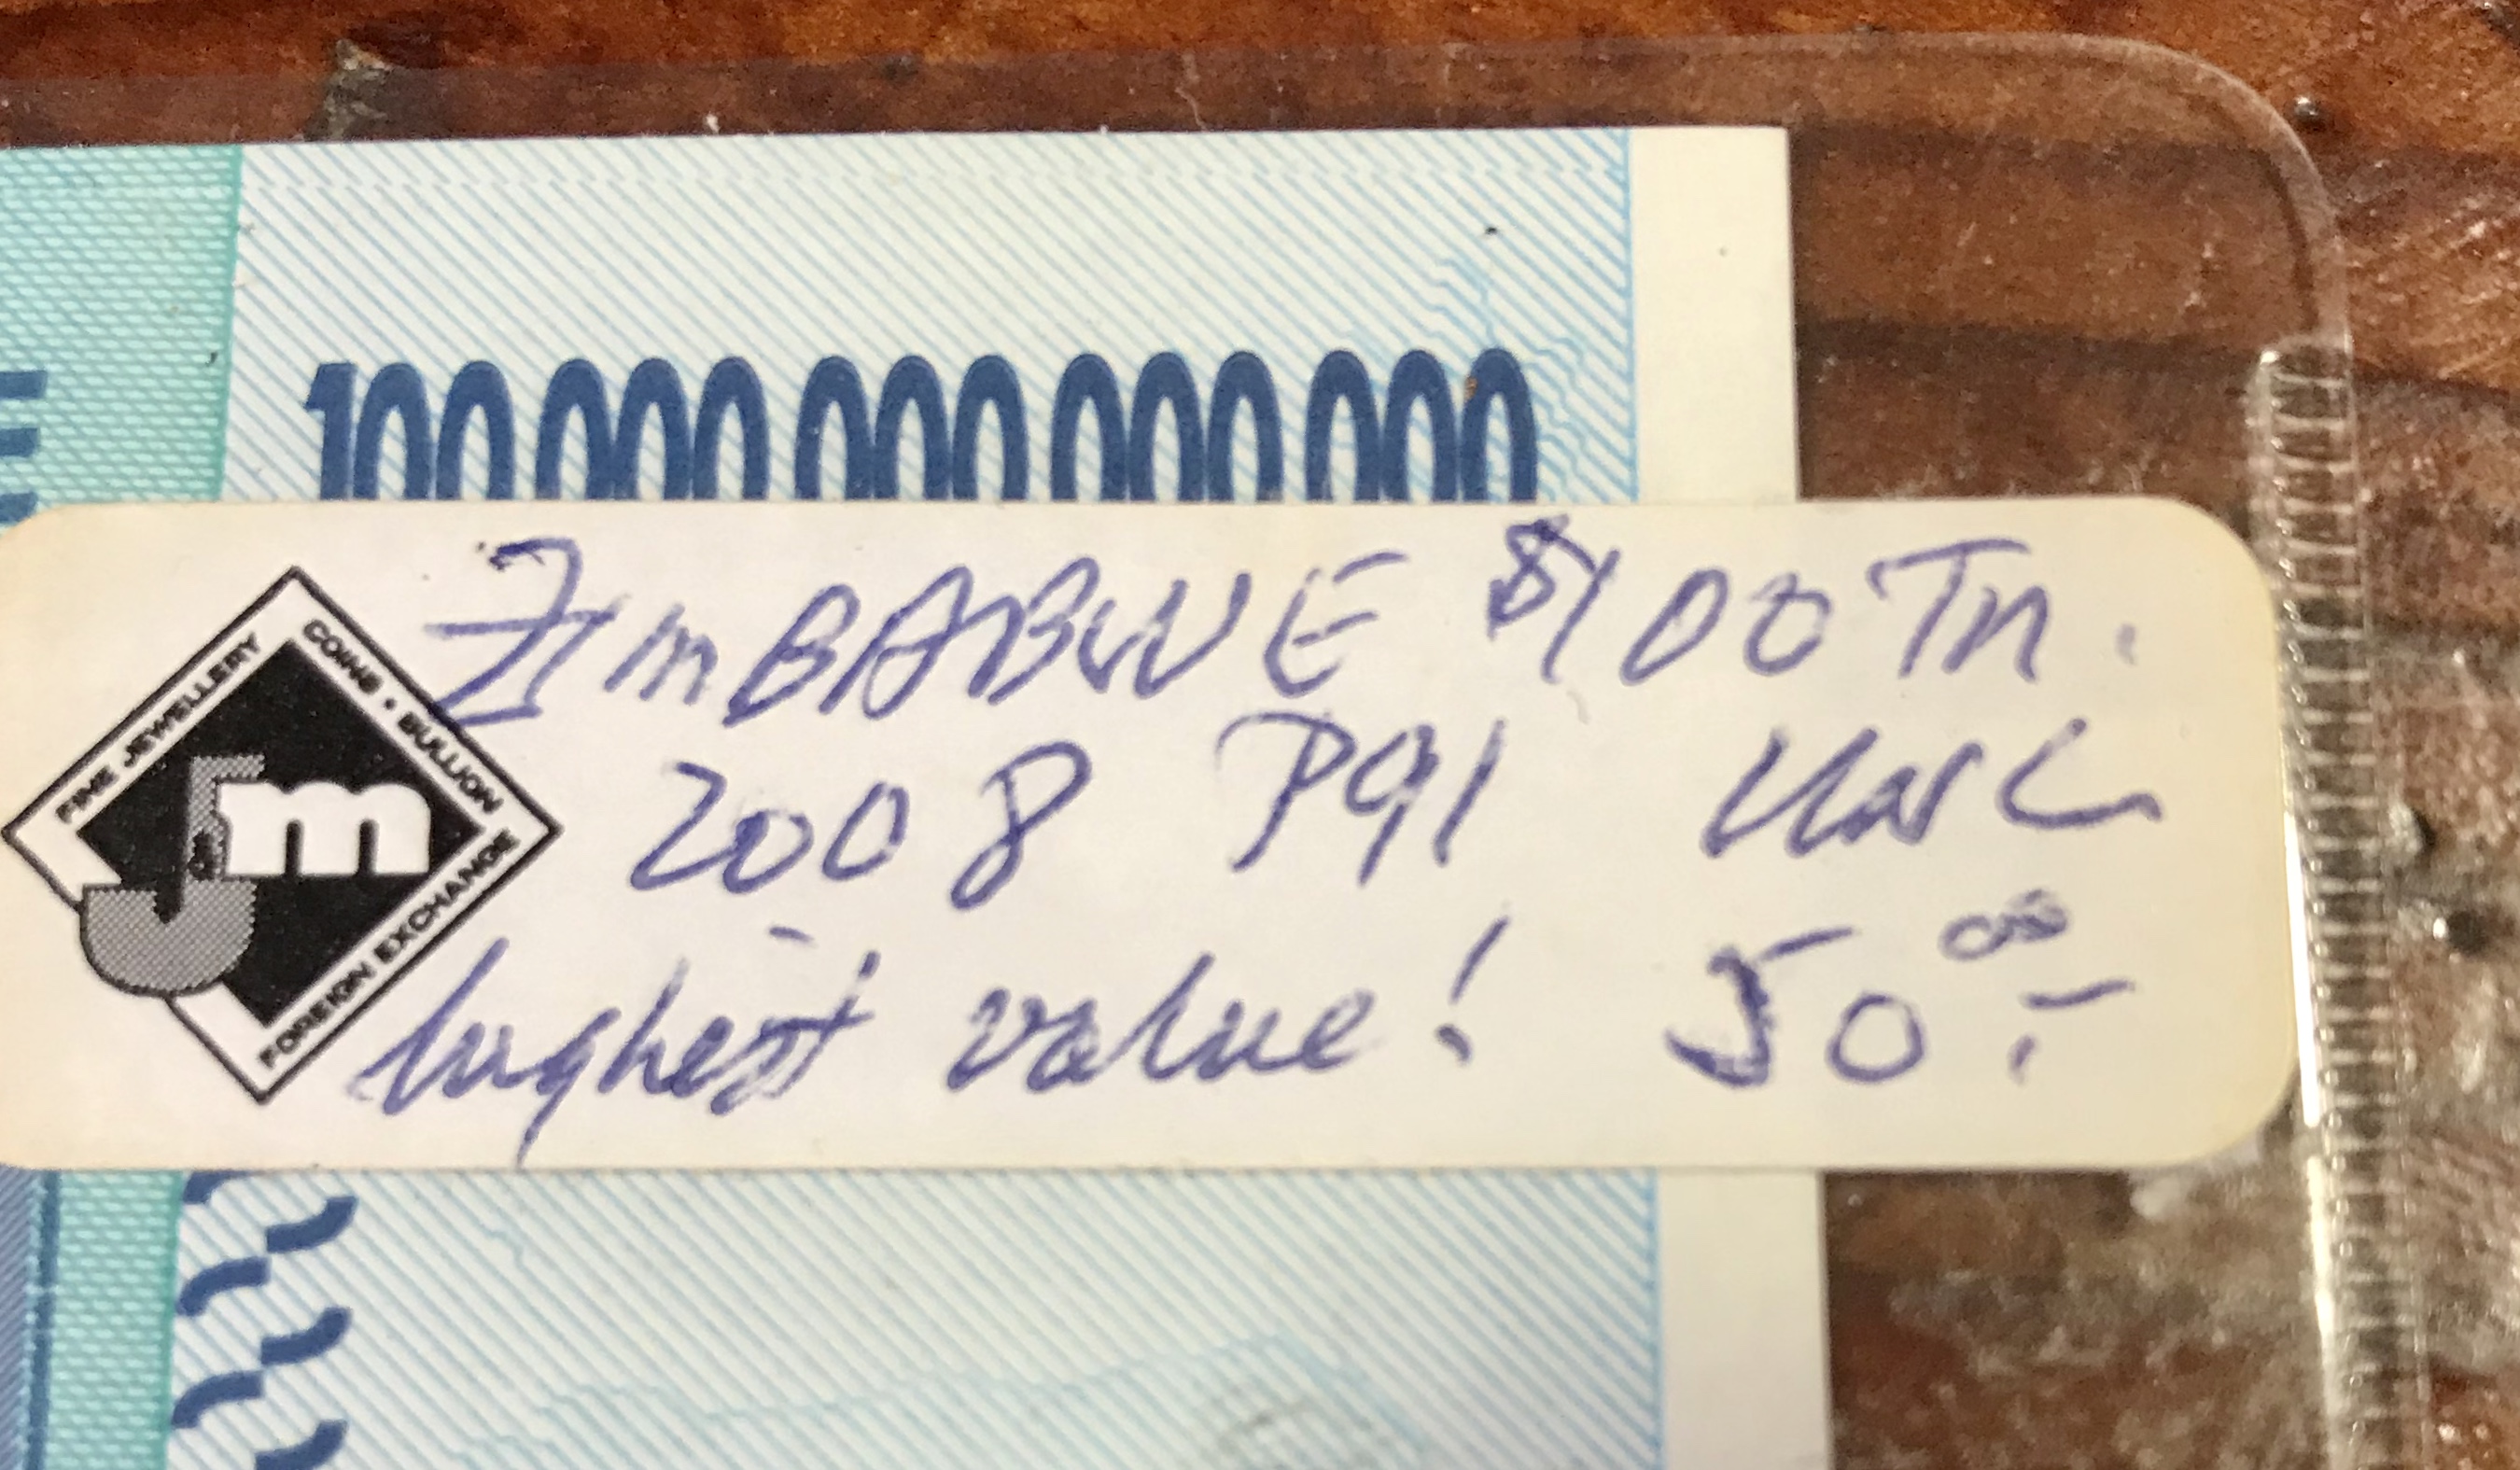 100 000 000 000 000
ZIMBABWE $100 Tn.
2008 P91 UNC
highest value! 50.00
FINE JEWELLERY
COINS • BULLION
J&m
FOREIGN EXCHANGE